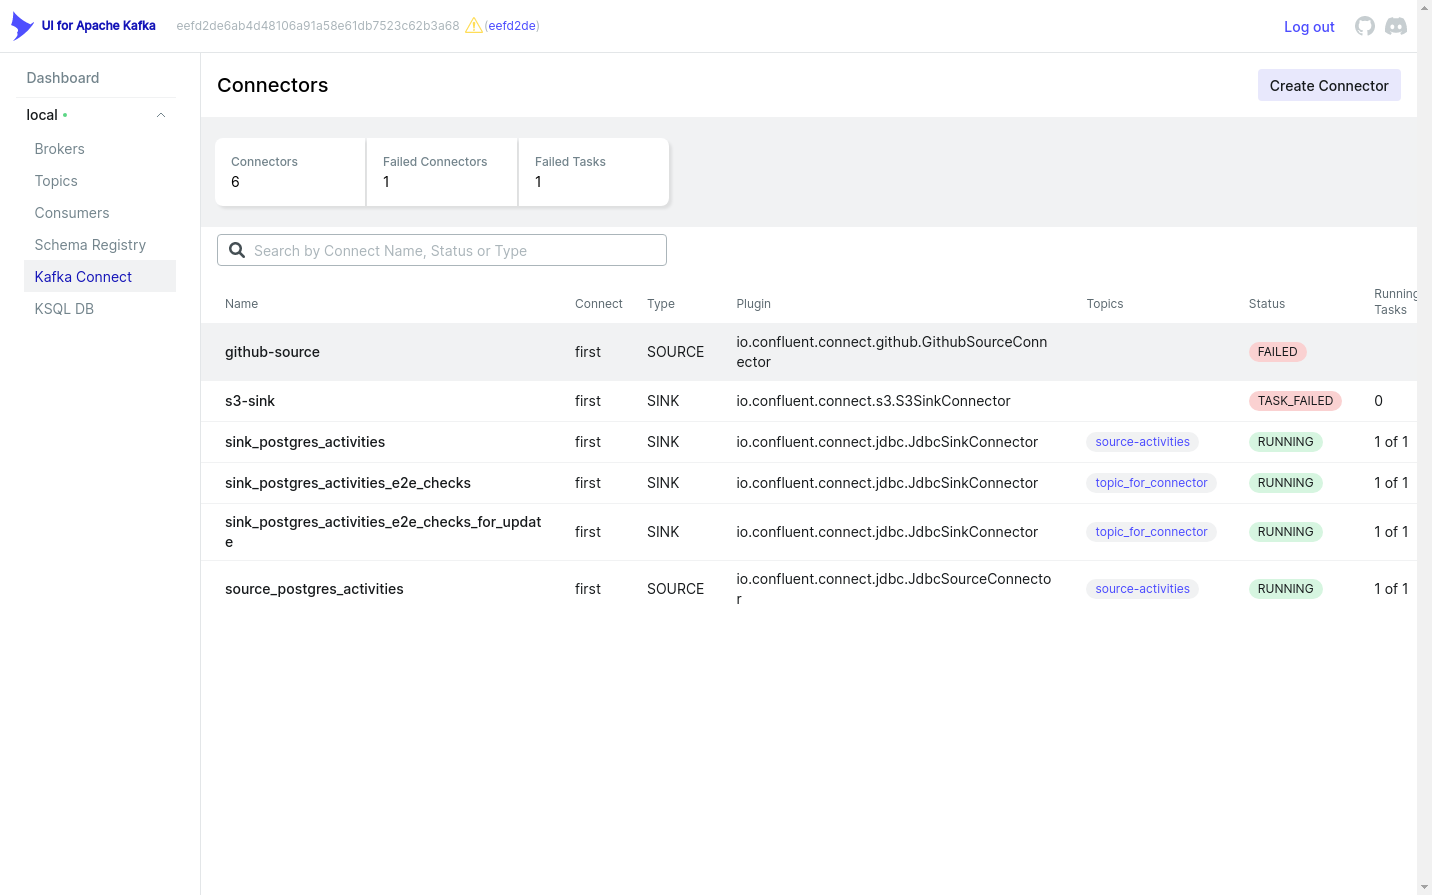 UI for Apache Kafka eefd2de6ab4d48106a91a58e61db7523c62b3a68 (eefd2de) Log out
Dashboard
local
Brokers
Topics
Consumers
Schema Registry
Kafka Connect
KSQL DB
Connectors Create Connector
Connectors Failed Connectors Failed Tasks
6 1 1
Search by Connect Name, Status or Type
Name Connect Type Plugin Topics Status Running
Tasks
github-source first SOURCE io.confluent.connect.github.GithubSourceConn FAILED
ector
s3-sink first SINK io.confluent.connect.s3.S3SinkConnector TASK_FAILED 0
sink_postgres_activities first SINK io.confluent.connect.jdbc.JdbcSinkConnector source-activities RUNNING 1 of 1
sink_postgres_activities_e2e_checks first SINK io.confluent.connect.jdbc.JdbcSinkConnector topic_for_connector RUNNING 1 of 1
sink_postgres_activities_e2e_checks_for_updat first SINK io.confluent.connect.jdbc.JdbcSinkConnector topic_for_connector RUNNING 1 of 1
e
source_postgres_activities first SOURCE io.confluent.connect.jdbc.JdbcSourceConnecto source-activities RUNNING 1 of 1
r